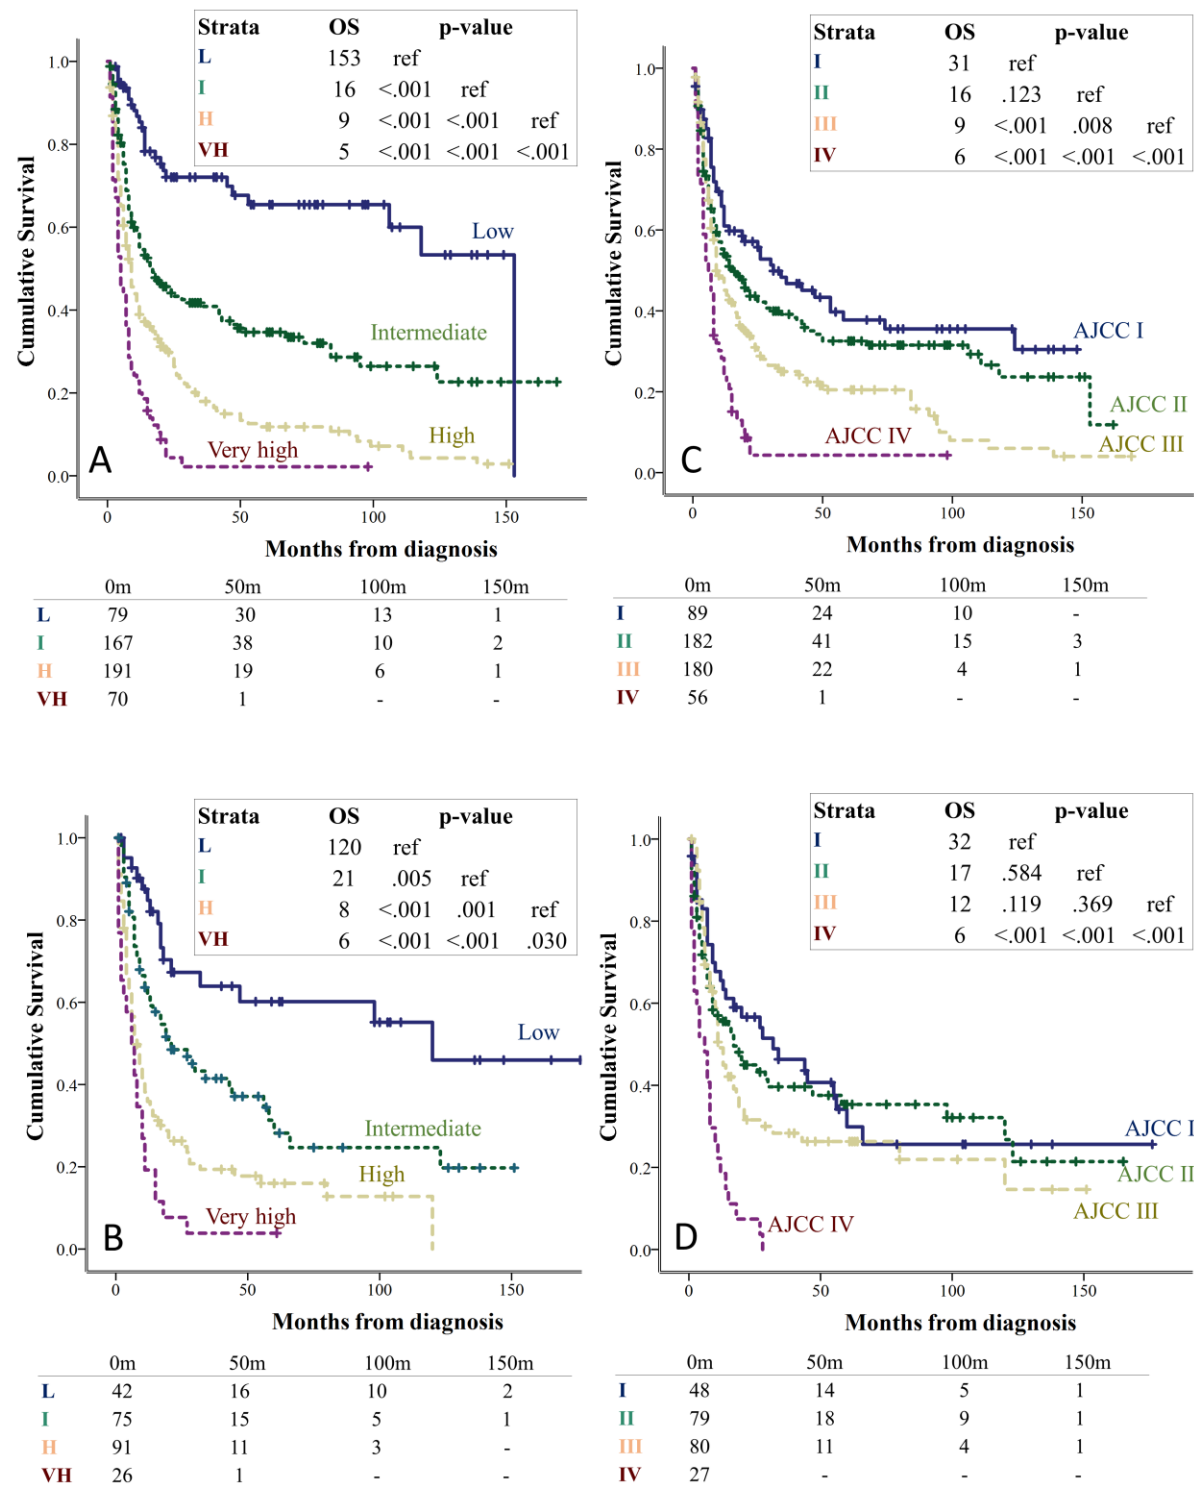 Strata OS p-value
L 153 ref
I 16 <.001 ref
H 9 <.001 <.001 ref
VH 5 <.001 <.001 <.001
Cumulative Survival
1.0
0.8
0.6
0.4
0.2
0.0
Low
Intermediate
High
Very high
A
0 50 100 150
Months from diagnosis
0m 50m 100m 150m
L 79 30 13 1
I 167 38 10 2
H 191 19 6 1
VH 70 1 - -
Strata OS p-value
I 31 ref
II 16 .123 ref
III 9 <.001 .008 ref
IV 6 <.001 <.001 <.001
Cumulative Survival
1.0
0.8
0.6
0.4
0.2
0.0
AJCC I
AJCC II
AJCC IV
AJCC III
C
0 50 100 150
Months from diagnosis
0m 50m 100m 150m
I 89 24 10 -
II 182 41 15 3
III 180 22 4 1
IV 56 1 - -
Strata OS p-value
L 120 ref
I 21 .005 ref
H 8 <.001 .001 ref
VH 6 <.001 <.001 .030
Cumulative Survival
1.0
0.8
0.6
0.4
0.2
0.0
Low
Intermediate
High
Very high
B
0 50 100 150
Months from diagnosis
0m 50m 100m 150m
L 42 16 10 2
I 75 15 5 1
H 91 11 3 -
VH 26 1 - -
Strata OS p-value
I 32 ref
II 17 .584 ref
III 12 .119 .369 ref
IV 6 <.001 <.001 <.001
Cumulative Survival
1.0
0.8
0.6
0.4
0.2
0.0
AJCC I
AJCC II
AJCC III
AJCC IV
D
0 50 100 150
Months from diagnosis
0m 50m 100m 150m
I 48 14 5 1
II 79 18 9 1
III 80 11 4 1
IV 27 - - -